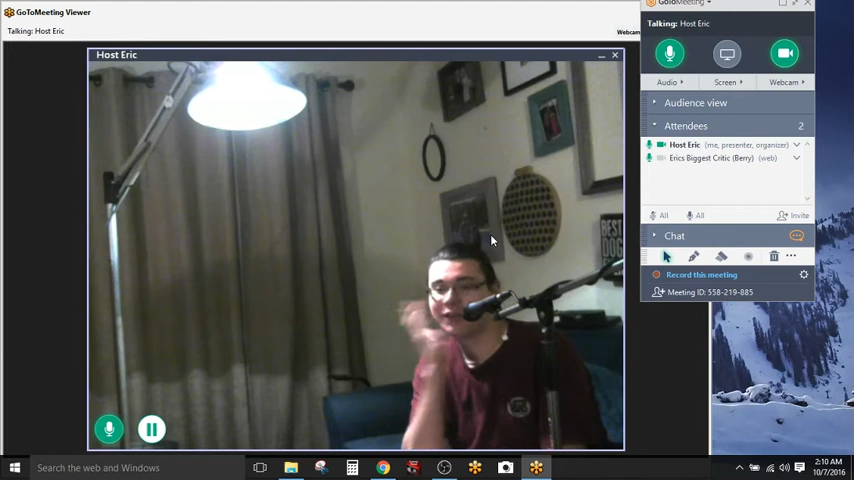 GoToMeeting Viewer
Talking: Host Eric
Webcam
Host Eric
BEST
DOG
GoToMeeting
Talking: Host Eric
Audio
Screen
Webcam
Audience view
Attendees 2
Host Eric (me, presenter, organizer)
Erics Biggest Critic (Berry) (web)
All
All
Invite
Chat
Record this meeting
Meeting ID: 558-219-885
Search the web and Windows
2:10 AM
10/7/2016